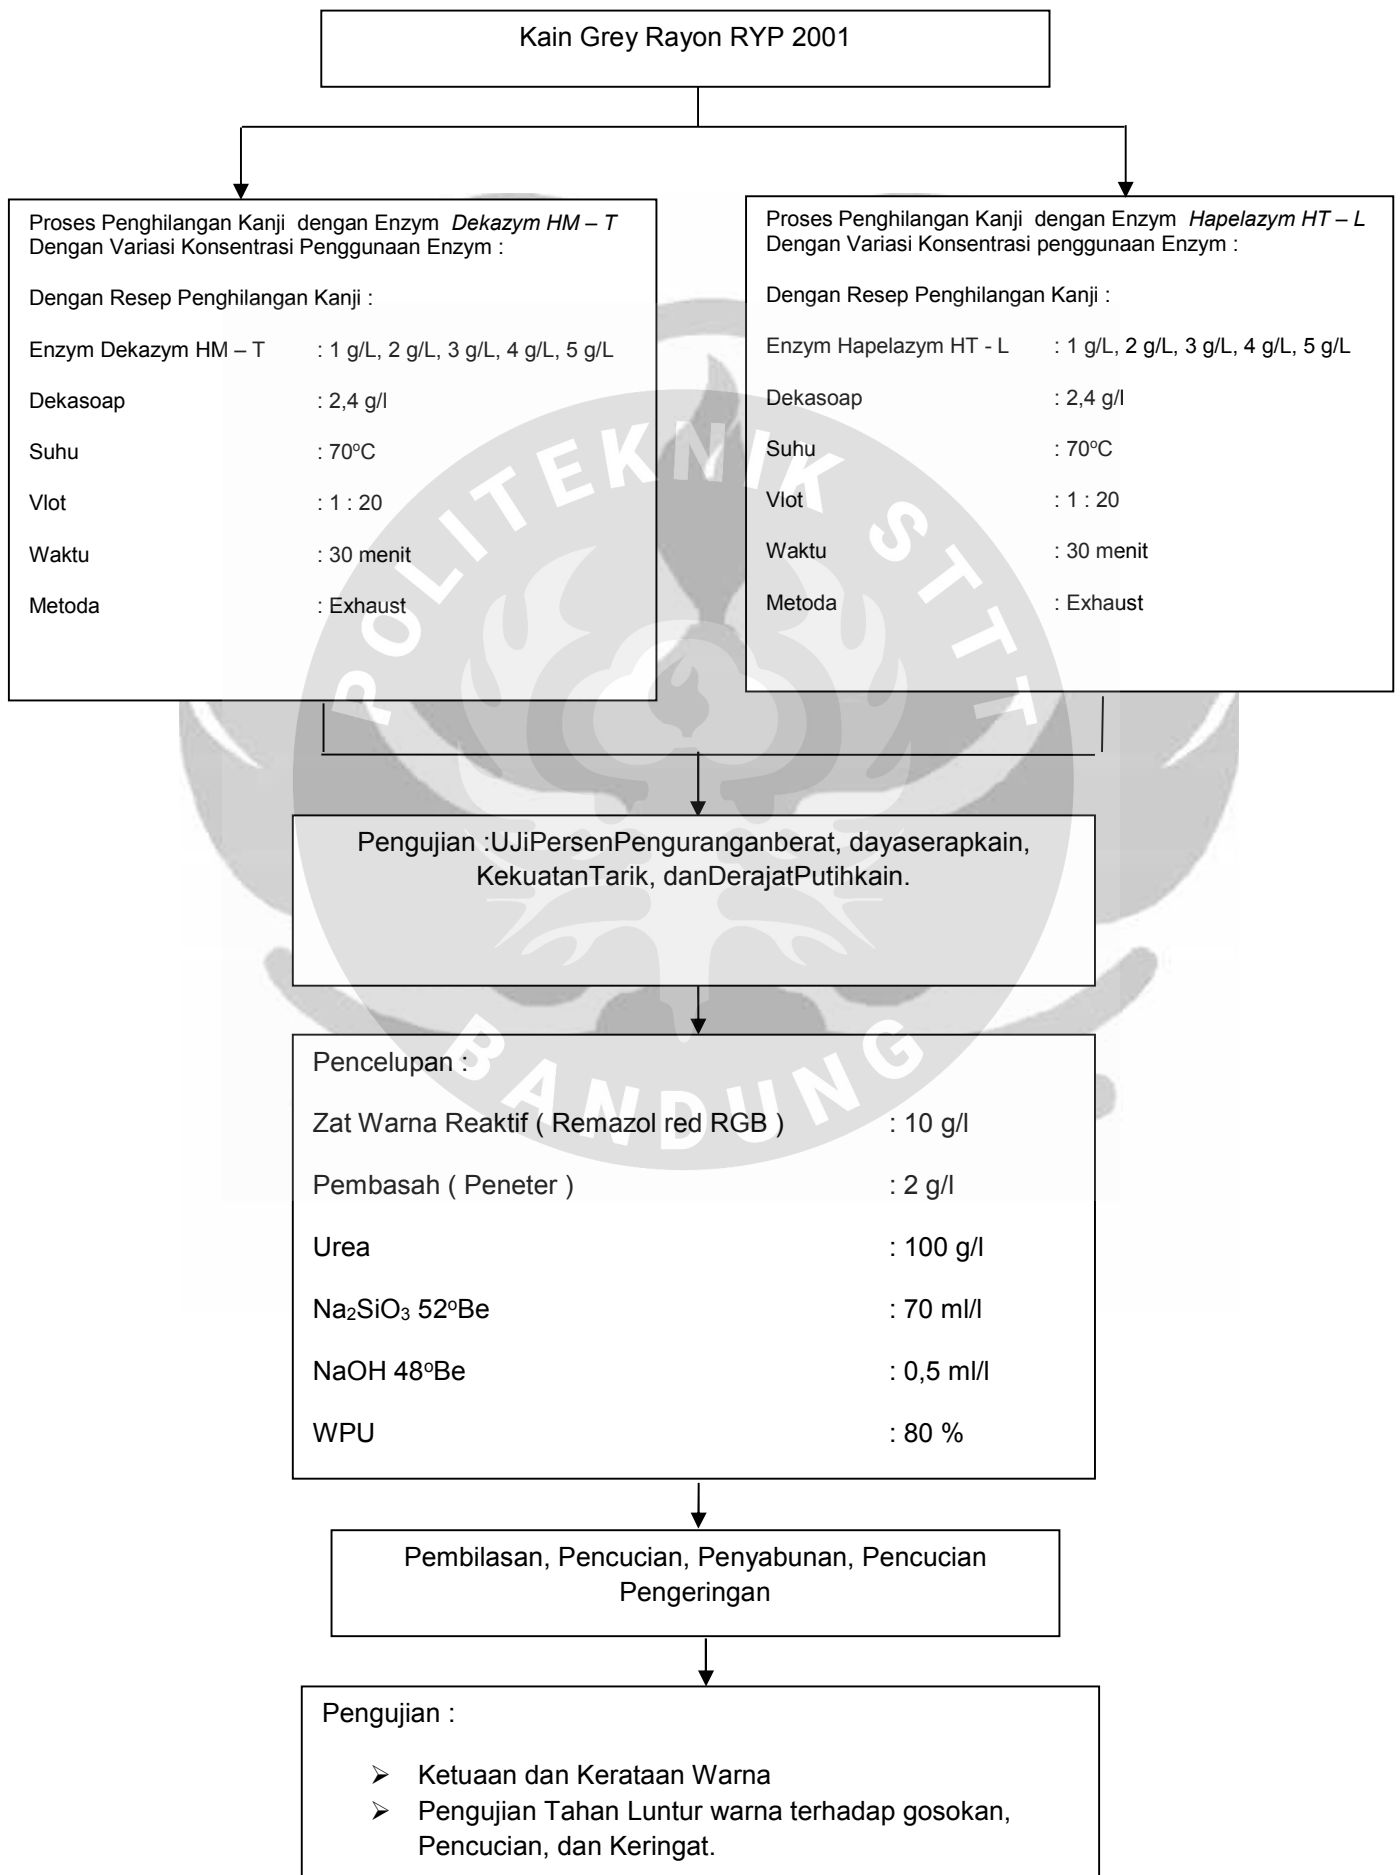 Kain Grey Rayon RYP 2001
Proses Penghilangan Kanji dengan Enzym Dekazym HM – T
Dengan Variasi Konsentrasi Penggunaan Enzym :
Dengan Resep Penghilangan Kanji :
Enzym Dekazym HM – T : 1 g/L, 2 g/L, 3 g/L, 4 g/L, 5 g/L
Dekasoap : 2,4 g/l
Suhu : 70°C
Vlot : 1 : 20
Waktu : 30 menit
Metoda : Exhaust
Proses Penghilangan Kanji dengan Enzym Hapelazym HT – L
Dengan Variasi Konsentrasi penggunaan Enzym :
Dengan Resep Penghilangan Kanji :
Enzym Hapelazym HT - L : 1 g/L, 2 g/L, 3 g/L, 4 g/L, 5 g/L
Dekasoap : 2,4 g/l
Suhu : 70°C
Vlot : 1 : 20
Waktu : 30 menit
Metoda : Exhaust
POLITEKNIK STTT
BANDUNG
Pengujian :UJiPersenPenguranganberat, dayaserapkain,
KekuatanTarik, danDerajatPutihkain.
Pencelupan :
Zat Warna Reaktif ( Remazol red RGB ) : 10 g/l
Pembasah ( Peneter ) : 2 g/l
Urea : 100 g/l
Na₂SiO₃ 52°Be : 70 ml/l
NaOH 48°Be : 0,5 ml/l
WPU : 80 %
Pembilasan, Pencucian, Penyabunan, Pencucian
Pengeringan
Pengujian :
➢ Ketuaan dan Kerataan Warna
➢ Pengujian Tahan Luntur warna terhadap gosokan,
Pencucian, dan Keringat.